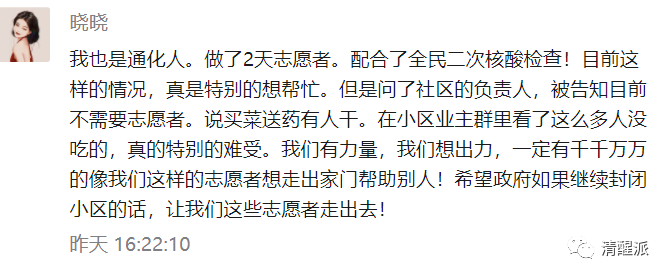 晓晓
我也是通化人。做了2天志愿者。配合了全民二次核酸检查！目前这
样的情况，真是特别的想帮忙。但是问了社区的负责人，被告知目前
不需要志愿者。说买菜送药有人干。在小区业主群里看了这么多人没
吃的，真的特别的难受。我们有力量，我们想出力，一定有千千万万
的像我们这样的志愿者想走出家门帮助别人！希望政府如果继续封闭
小区的话，让我们这些志愿者走出去！
昨天 16:22:10
清醒派